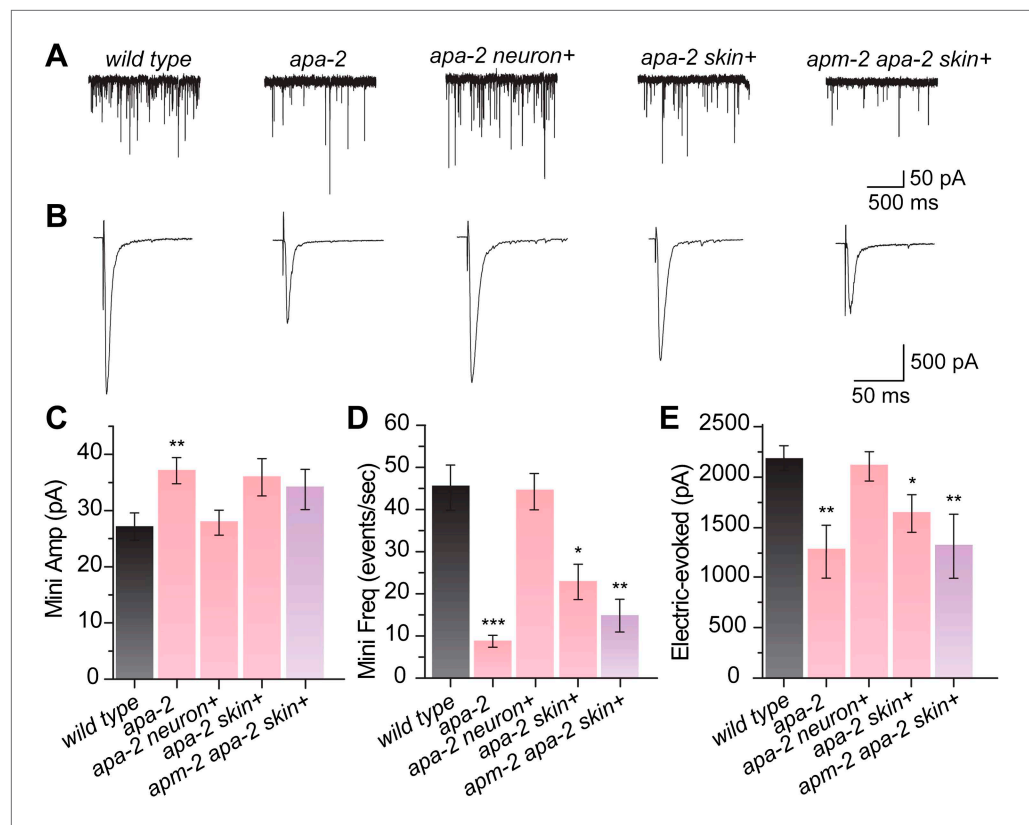 A
wild type
apa-2
apa-2 neuron+
apa-2 skin+
apm-2 apa-2 skin+
50 pA
500 ms
B
500 pA
50 ms
C
Mini Amp (pA)
40
30
20
10
0
**
wild type
apa-2
apa-2 neuron+
apa-2 skin+
apm-2 apa-2 skin+
D
Mini Freq (events/sec)
60
50
40
30
20
10
0
***
*
**
wild type
apa-2
apa-2 neuron+
apa-2 skin+
apm-2 apa-2 skin+
E
Electric-evoked (pA)
2500
2000
1500
1000
500
0
**
*
**
wild type
apa-2
apa-2 neuron+
apa-2 skin+
apm-2 apa-2 skin+